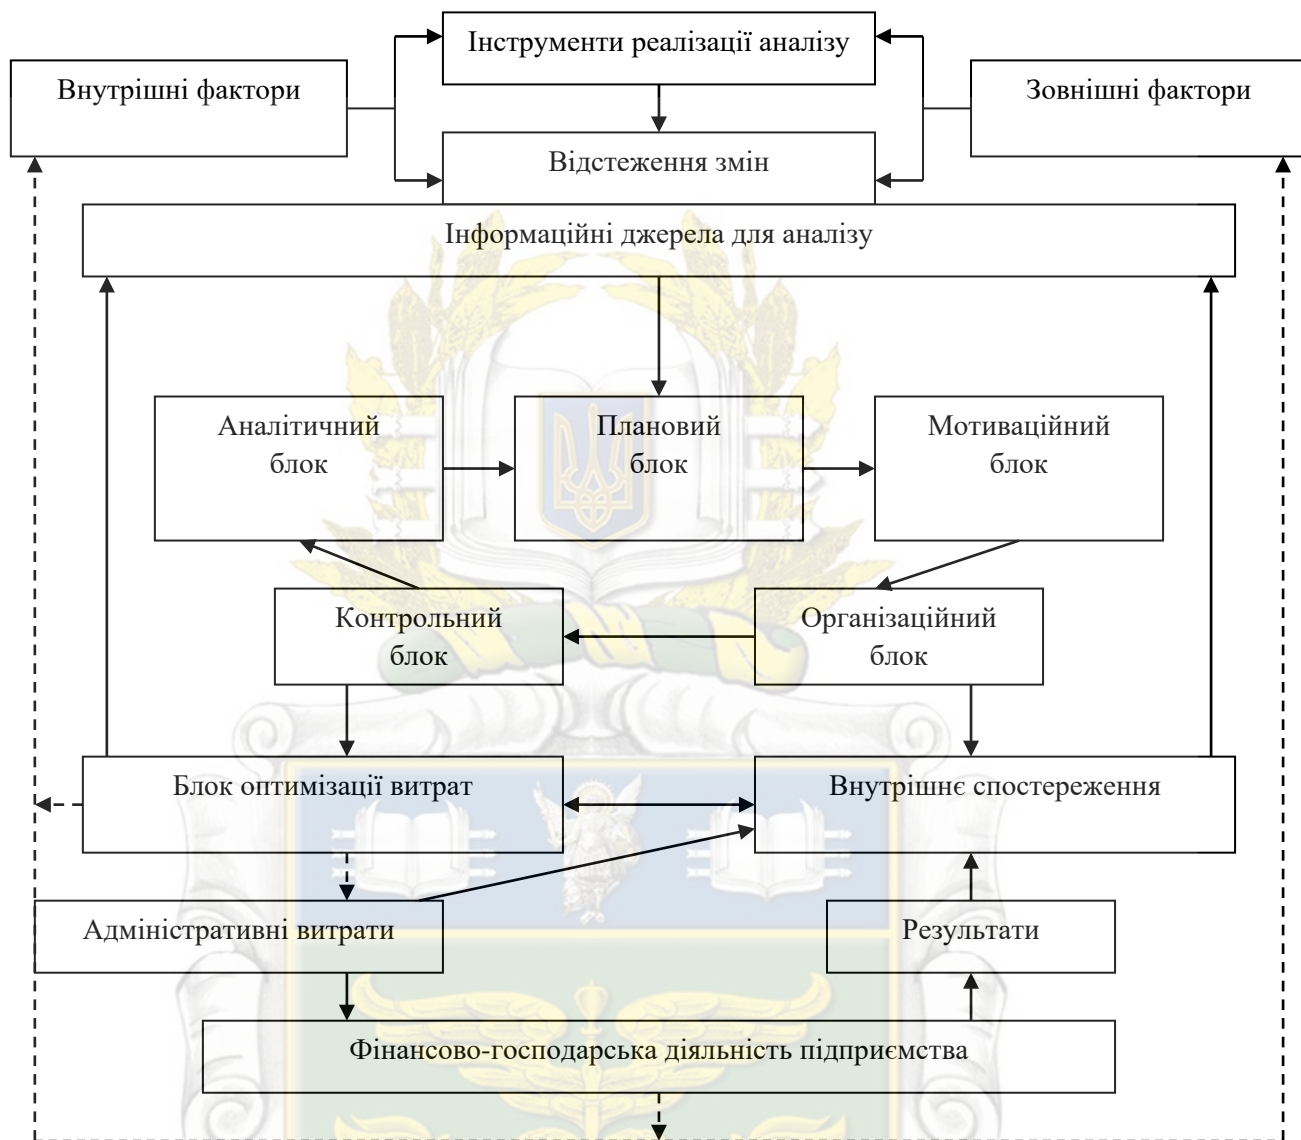 Інструменти реалізації аналізу
Внутрішні фактори
Зовнішні фактори
Відстеження змін
Інформаційні джерела для аналізу
Аналітичний
блок
Плановий
блок
Мотиваційний
блок
Контрольний
блок
Організаційний
блок
Блок оптимізації витрат
Внутрішнє спостереження
Адміністративні витрати
Результати
Фінансово-господарська діяльність підприємства